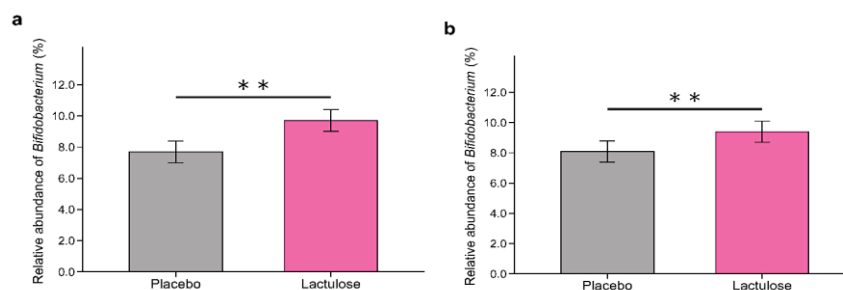 a
Relative abundance of Bifidobacterium (%)
12.0
10.0
8.0
6.0
4.0
2.0
0.0
* *
Placebo Lactulose
b
Relative abundance of Bifidobacterium (%)
12.0
10.0
8.0
6.0
4.0
2.0
0.0
* *
Placebo Lactulose